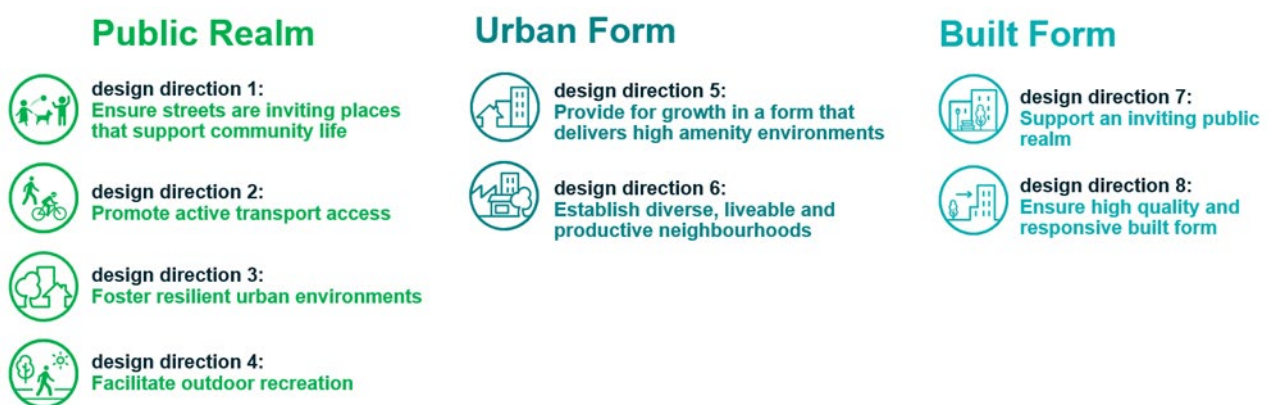 Public Realm
design direction 1:
Ensure streets are inviting places
that support community life
design direction 2:
Promote active transport access
design direction 3:
Foster resilient urban environments
design direction 4:
Facilitate outdoor recreation
Urban Form
design direction 5:
Provide for growth in a form that
delivers high amenity environments
design direction 6:
Establish diverse, liveable and
productive neighbourhoods
Built Form
design direction 7:
Support an inviting public
realm
design direction 8:
Ensure high quality and
responsive built form